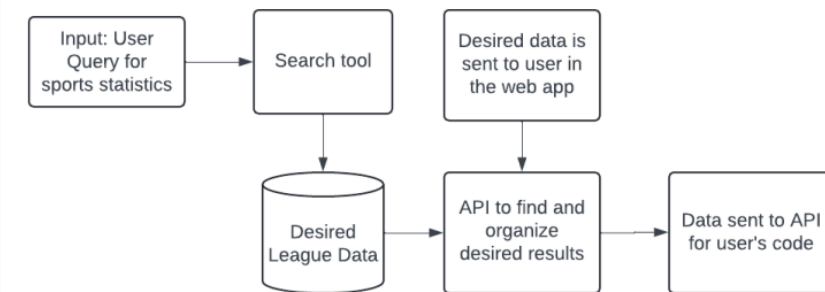 Input: User
Query for
sports statistics
Search tool
Desired data is
sent to user in
the web app
Desired
League Data
API to find and
organize
desired results
Data sent to API
for user's code